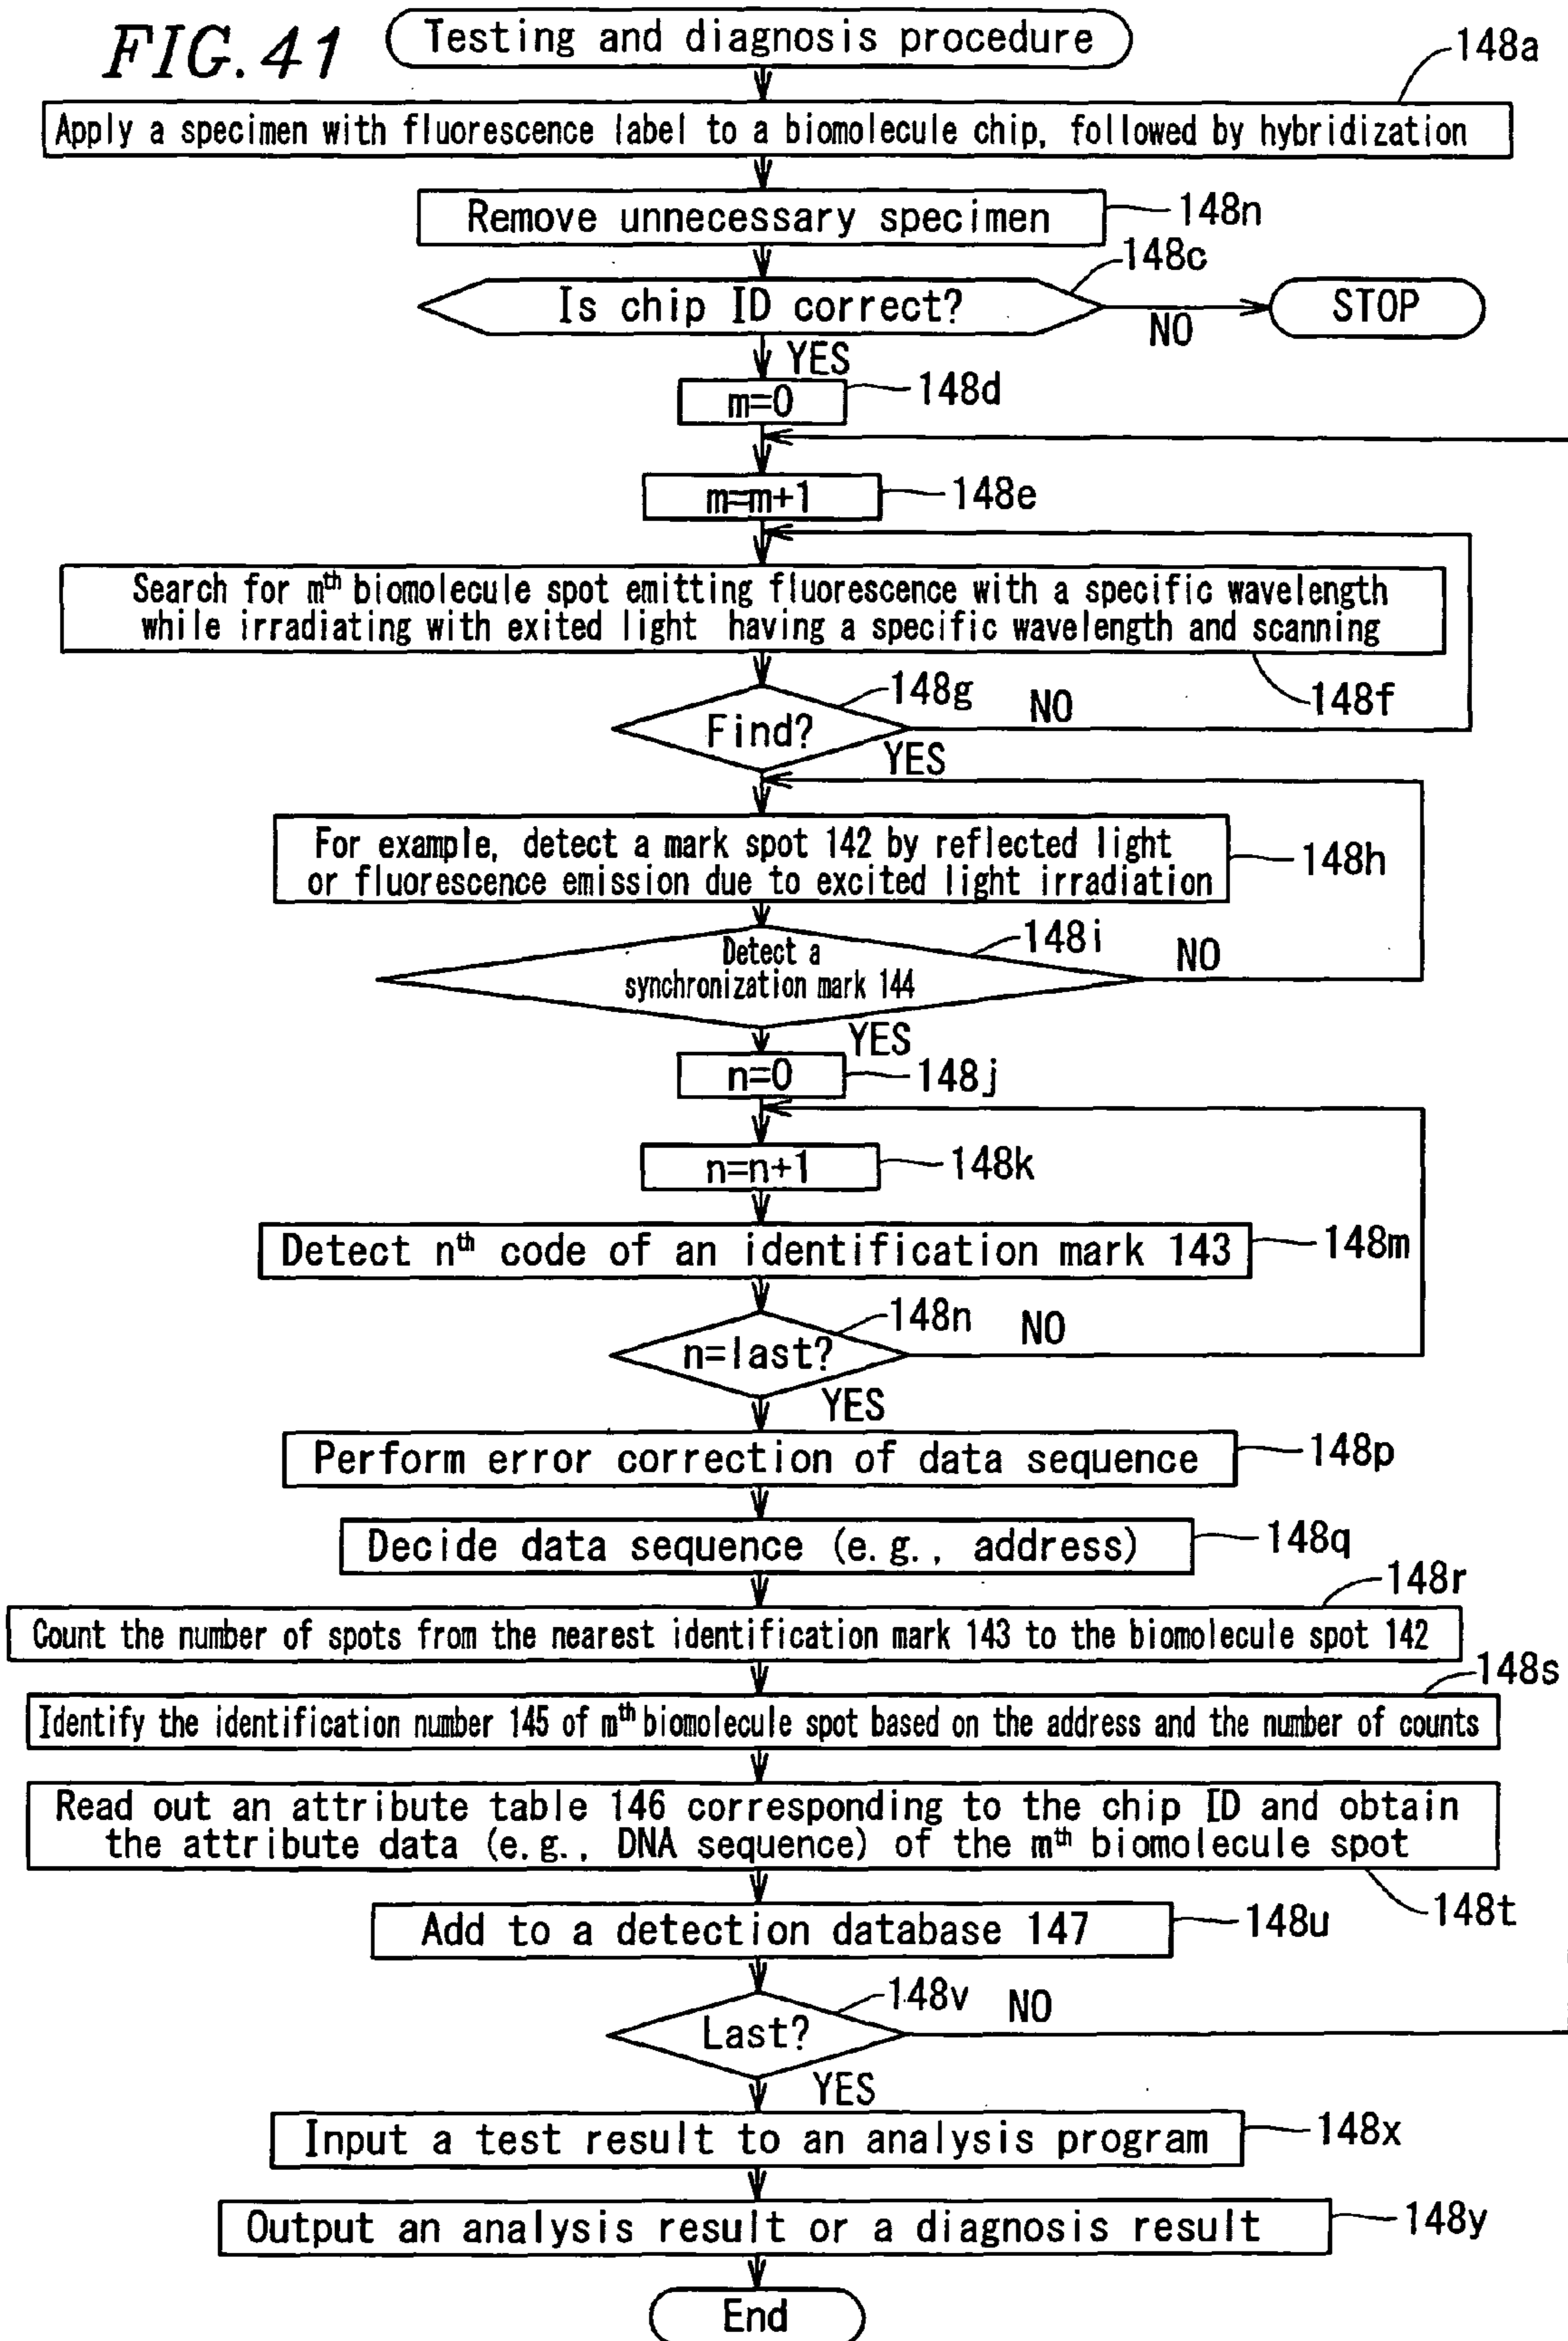 FIG. 41
Testing and diagnosis procedure
148a
Apply a specimen with fluorescence label to a biomolecule chip, followed by hybridization
Remove unnecessary specimen
148n
148c
Is chip ID correct?
NO
STOP
YES
m=0
148d
m=m+1
148e
Search for mth biomolecule spot emitting fluorescence with a specific wavelength
while irradiating with exited light having a specific wavelength and scanning
148f
148g
Find?
NO
YES
For example, detect a mark spot 142 by reflected light
or fluorescence emission due to excited light irradiation
148h
148i
Detect a
synchronization mark 144
NO
YES
n=0
148j
n=n+1
148k
Detect nth code of an identification mark 143
148m
148n
n=last?
NO
YES
Perform error correction of data sequence
148p
Decide data sequence (e.g., address)
148q
148r
Count the number of spots from the nearest identification mark 143 to the biomolecule spot 142
148s
Identify the identification number 145 of mth biomolecule spot based on the address and the number of counts
Read out an attribute table 146 corresponding to the chip ID and obtain
the attribute data (e.g., DNA sequence) of the mth biomolecule spot
148t
Add to a detection database 147
148u
148v
Last?
NO
YES
Input a test result to an analysis program
148x
Output an analysis result or a diagnosis result
148y
End